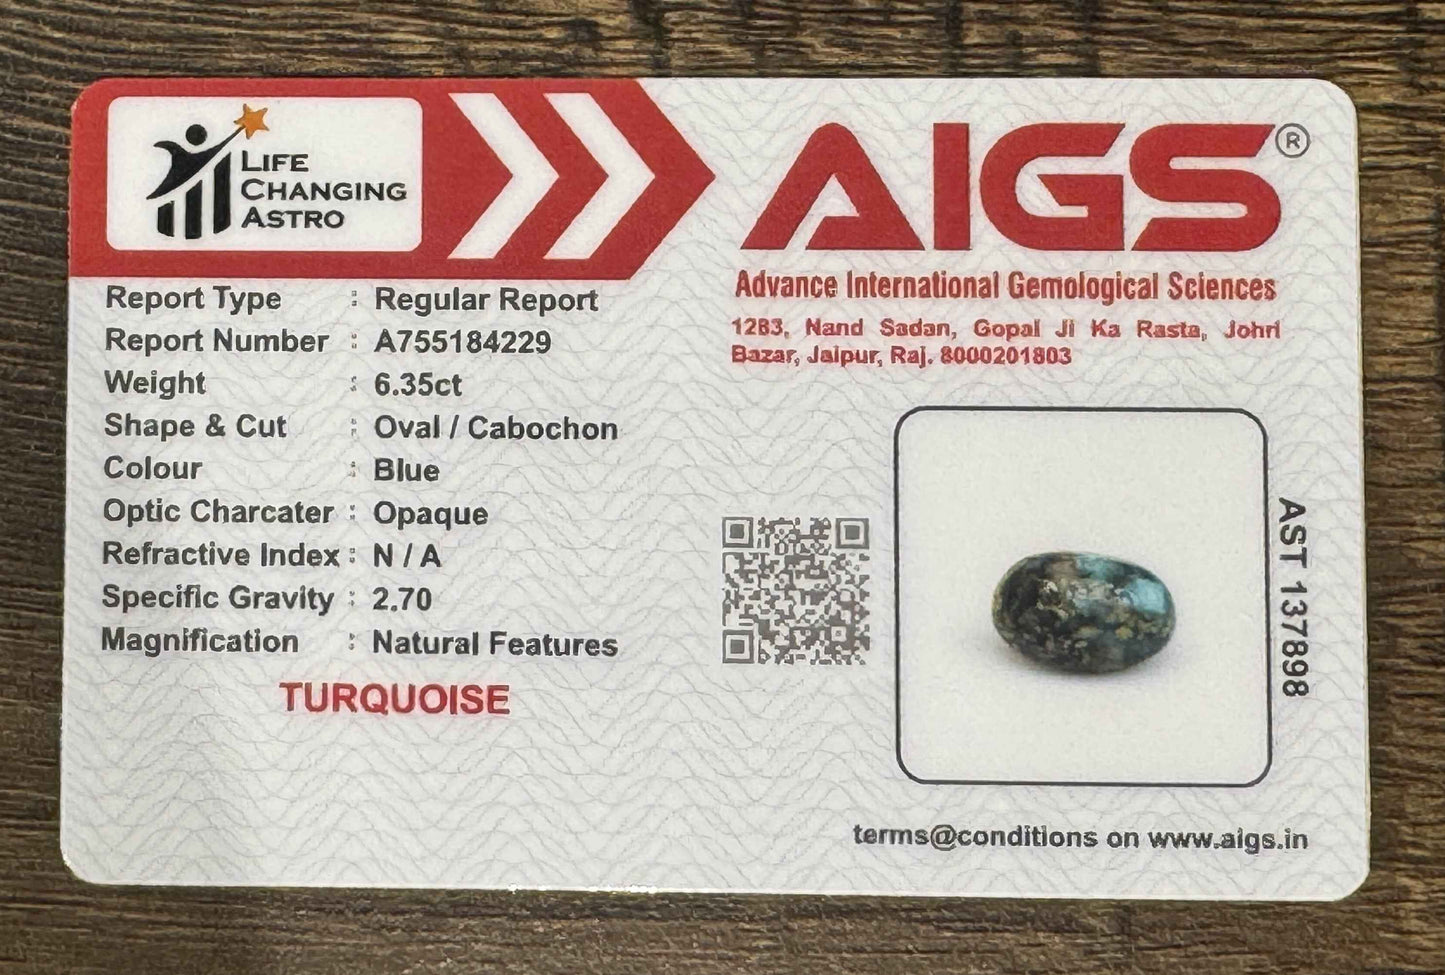 LIFE
CHANGING
ASTRO
AIGS®
Advance International Gemological Sciences
1283, Nand Sadan, Gopal Ji Ka Rasta, Johri
Bazar, Jaipur, Raj. 8000201803
Report Type : Regular Report
Report Number : A755184229
Weight : 6.35ct
Shape & Cut : Oval / Cabochon
Colour : Blue
Optic Charcater : Opaque
Refractive Index : N / A
Specific Gravity : 2.70
Magnification : Natural Features
TURQUOISE
AST 137898
terms@conditions on www.aigs.in